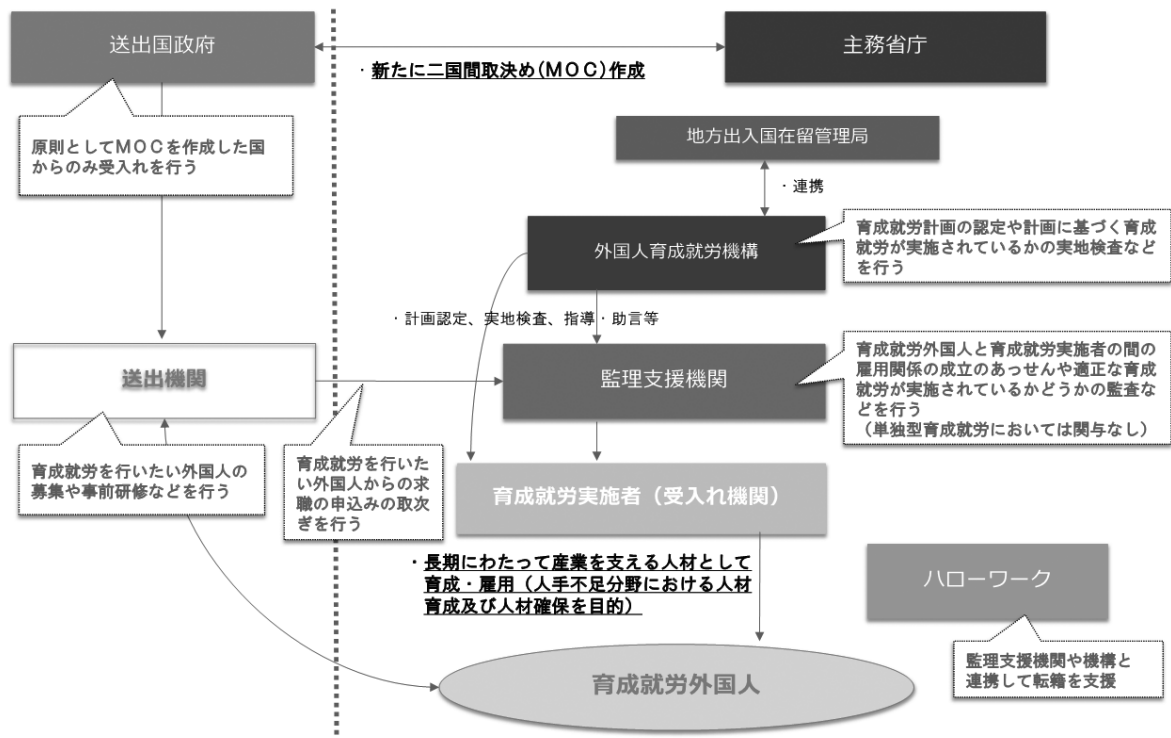 送出国政府
主務省庁
・新たに二国間取決め(ＭＯＣ)作成
原則としてＭＯＣを作成した国
からのみ受入れを行う
地方出入国在留管理局
・連携
外国人育成就労機構
育成就労計画の認定や計画に基づく育成
就労が実施されているかの実地検査など
を行う
・計画認定、実地検査、指導・助言等
送出機関
監理支援機関
育成就労外国人と育成就労実施者の間の
雇用関係の成立のあっせんや適正な育成
就労が実施されているかどうかの監査な
どを行う
（単独型育成就労においては関与なし）
育成就労を行いたい外国人の
募集や事前研修などを行う
育成就労を行いた
い外国人からの求
職の申込みの取次
ぎを行う
育成就労実施者（受入れ機関）
・長期にわたって産業を支える人材として
育成・雇用（人手不足分野における人材
育成及び人材確保を目的）
ハローワーク
監理支援機関や機構と
連携して転籍を支援
育成就労外国人